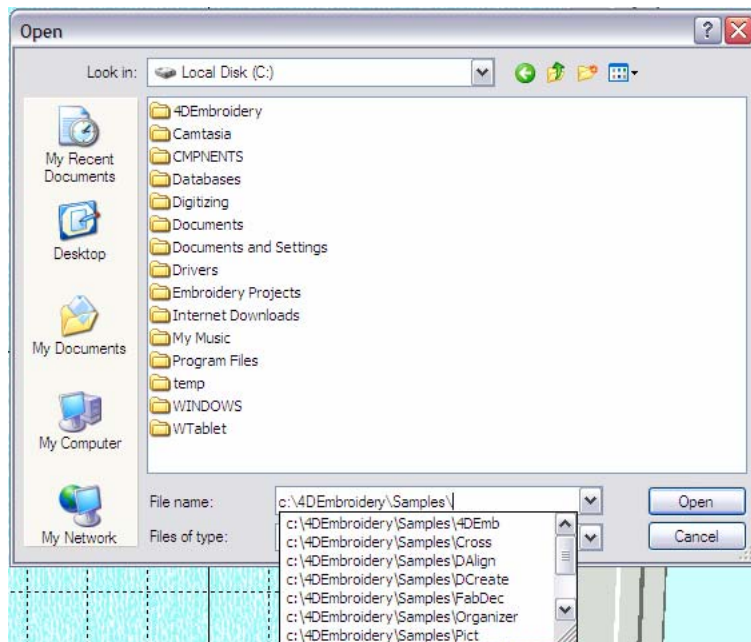 Open
Look in:
Local Disk (C:)
My Recent
Documents
Desktop
My Documents
My Computer
My Network
4DEmbroidery
Camtasia
CMPNENTS
Databases
Digitizing
Documents
Documents and Settings
Drivers
Embroidery Projects
Internet Downloads
My Music
Program Files
temp
WINDOWS
WTablet
File name:
c:\4DEmbroidery\Samples\
Open
Files of type:
Cancel
c:\4DEmbroidery\Samples\4DEmb
c:\4DEmbroidery\Samples\Cross
c:\4DEmbroidery\Samples\DAlign
c:\4DEmbroidery\Samples\DCreate
c:\4DEmbroidery\Samples\FabDec
c:\4DEmbroidery\Samples\Organizer
c:\4DEmbroidery\Samples\Pict